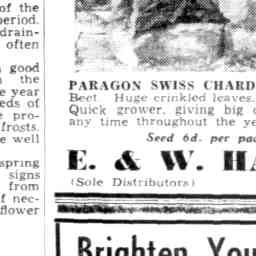 of the
period.
drain-
often
good
the
e year
eds of
e pro-
frosts.
e well
spring
signs
from
f nec-
flower
PARAGON SWISS CHARD
Beet. Huge crinkled leaves.
Quick grower, giving big
any time throughout the ye
Seed 6d. per pac
E. & W. HA
(Sole Distributors)
Brighten You